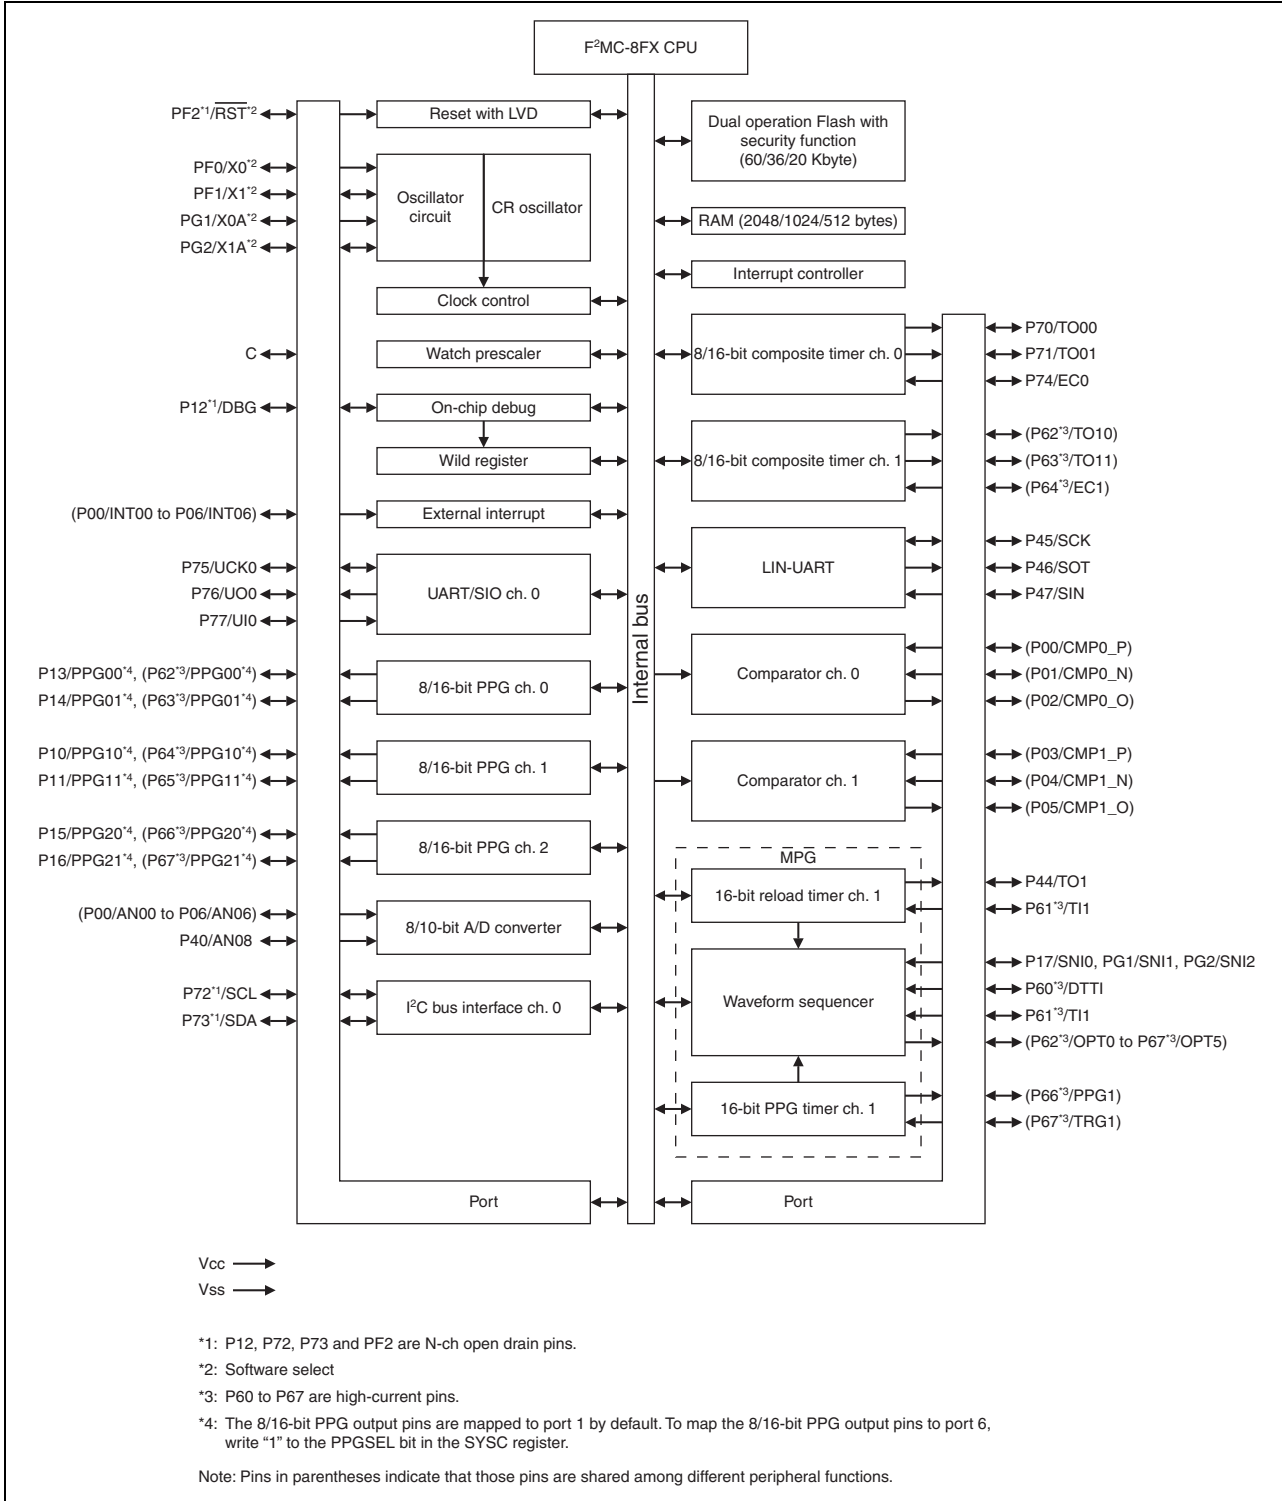 F²MC-8FX CPU
PF2*1/RST*2
Reset with LVD
Dual operation Flash with
security function
(60/36/20 Kbyte)
PF0/X0*2
PF1/X1*2
PG1/X0A*2
PG2/X1A*2
Oscillator
circuit
CR oscillator
RAM (2048/1024/512 bytes)
Interrupt controller
Clock control
C
Watch prescaler
8/16-bit composite timer ch. 0
P70/TO00
P71/TO01
P74/EC0
P12*1/DBG
On-chip debug
Wild register
8/16-bit composite timer ch. 1
(P62*3/TO10)
(P63*3/TO11)
(P64*3/EC1)
(P00/INT00 to P06/INT06)
External interrupt
P75/UCK0
P76/UO0
P77/UI0
UART/SIO ch. 0
LIN-UART
P45/SCK
P46/SOT
P47/SIN
Internal bus
P13/PPG00*4, (P62*3/PPG00*4)
P14/PPG01*4, (P63*3/PPG01*4)
8/16-bit PPG ch. 0
Comparator ch. 0
(P00/CMP0_P)
(P01/CMP0_N)
(P02/CMP0_O)
P10/PPG10*4, (P64*3/PPG10*4)
P11/PPG11*4, (P65*3/PPG11*4)
8/16-bit PPG ch. 1
Comparator ch. 1
(P03/CMP1_P)
(P04/CMP1_N)
(P05/CMP1_O)
P15/PPG20*4, (P66*3/PPG20*4)
P16/PPG21*4, (P67*3/PPG21*4)
8/16-bit PPG ch. 2
MPG
16-bit reload timer ch. 1
P44/TO1
P61*3/TI1
(P00/AN00 to P06/AN06)
P40/AN08
8/10-bit A/D converter
Waveform sequencer
P17/SNI0, PG1/SNI1, PG2/SNI2
P60*3/DTTI
P61*3/TI1
(P62*3/OPT0 to P67*3/OPT5)
P72*1/SCL
P73*1/SDA
I²C bus interface ch. 0
16-bit PPG timer ch. 1
(P66*3/PPG1)
(P67*3/TRG1)
Port
Port
Vcc
Vss
*1: P12, P72, P73 and PF2 are N-ch open drain pins.
*2: Software select
*3: P60 to P67 are high-current pins.
*4: The 8/16-bit PPG output pins are mapped to port 1 by default. To map the 8/16-bit PPG output pins to port 6,
write “1” to the PPGSEL bit in the SYSC register.
Note: Pins in parentheses indicate that those pins are shared among different peripheral functions.